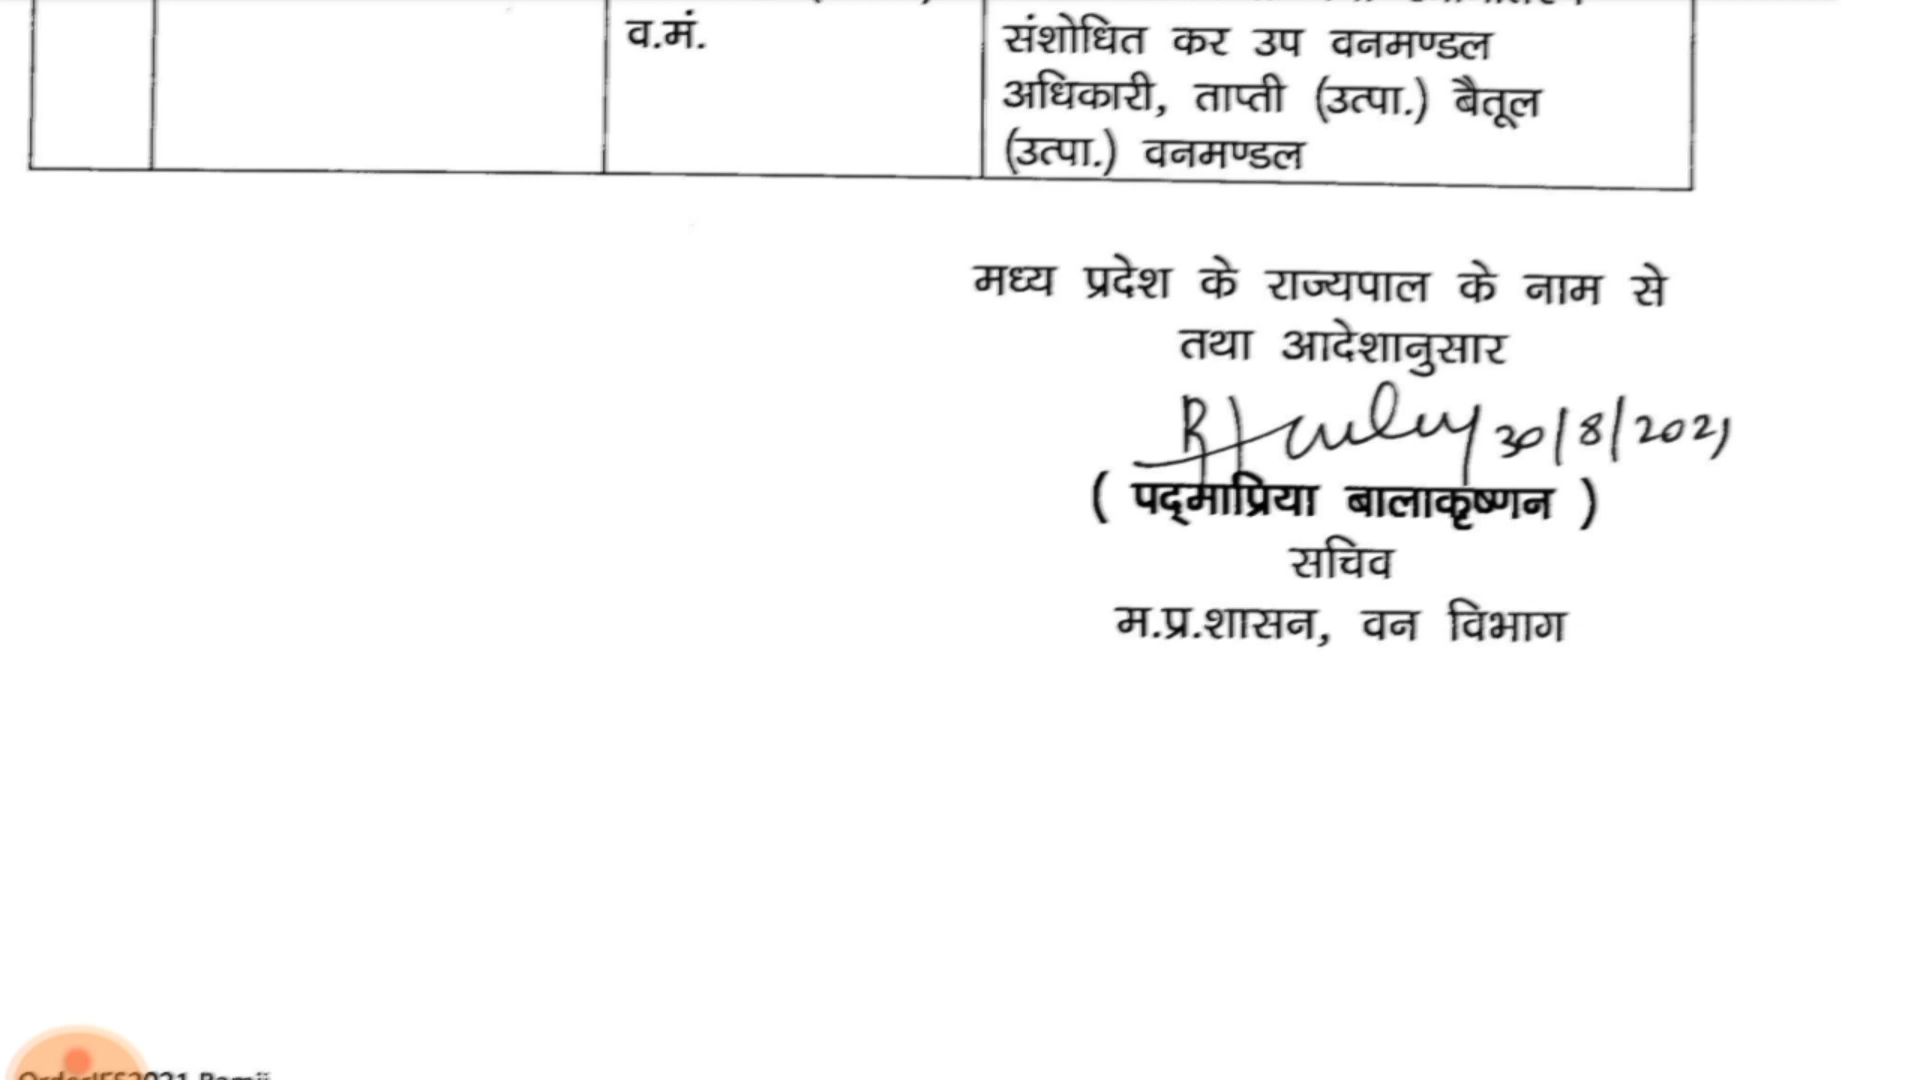 व.मं.
संशोधित कर उप वनमण्डल
अधिकारी, ताप्ती (उत्पा.) बैतूल
(उत्पा.) वनमण्डल
मध्य प्रदेश के राज्यपाल के नाम से
तथा आदेशानुसार
30/8/2021
( पद्माप्रिया बालाकृष्णन )
सचिव
म.प्र.शासन, वन विभाग